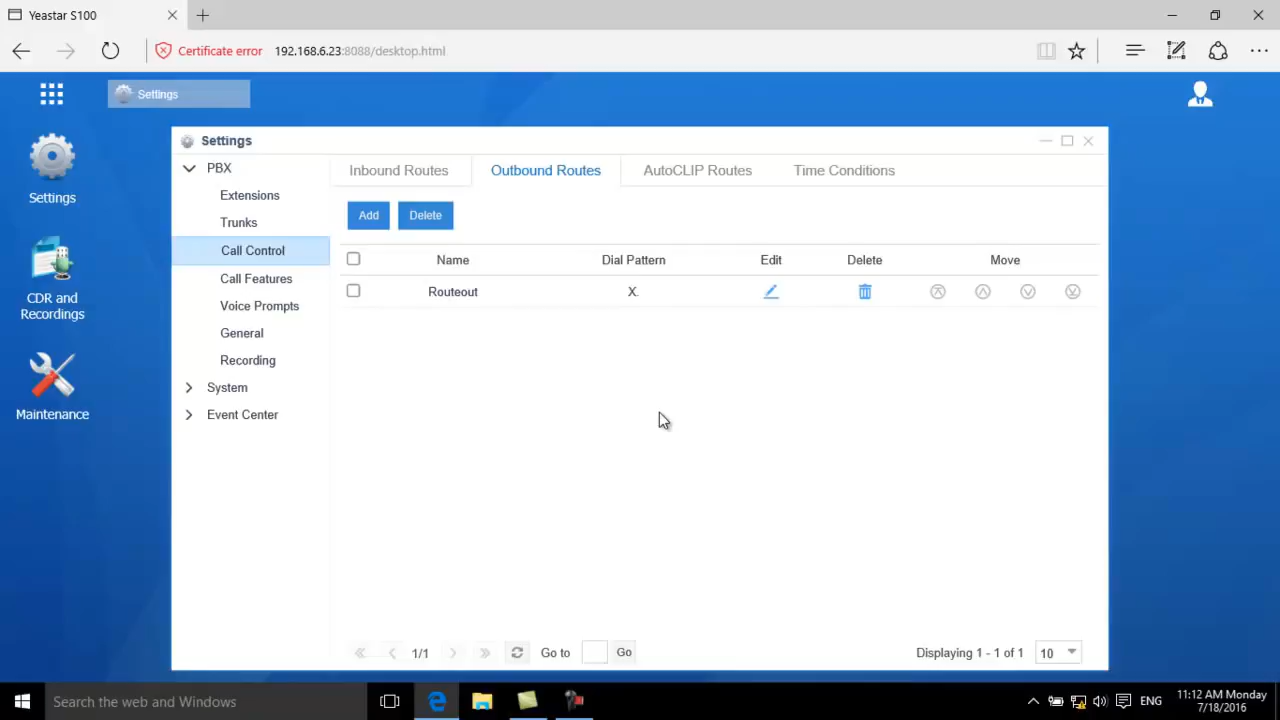 Yeastar S100
Certificate error 192.168.6.23:8088/desktop.html
Settings
Settings
Settings
CDR and
Recordings
Maintenance
PBX
Extensions
Trunks
Call Control
Call Features
Voice Prompts
General
Recording
System
Event Center
Inbound Routes Outbound Routes AutoCLIP Routes Time Conditions
Add Delete
Name Dial Pattern Edit Delete Move
Routeout X.
1/1 Go to Go Displaying 1 - 1 of 1 10
Search the web and Windows
ENG
11:12 AM Monday
7/18/2016